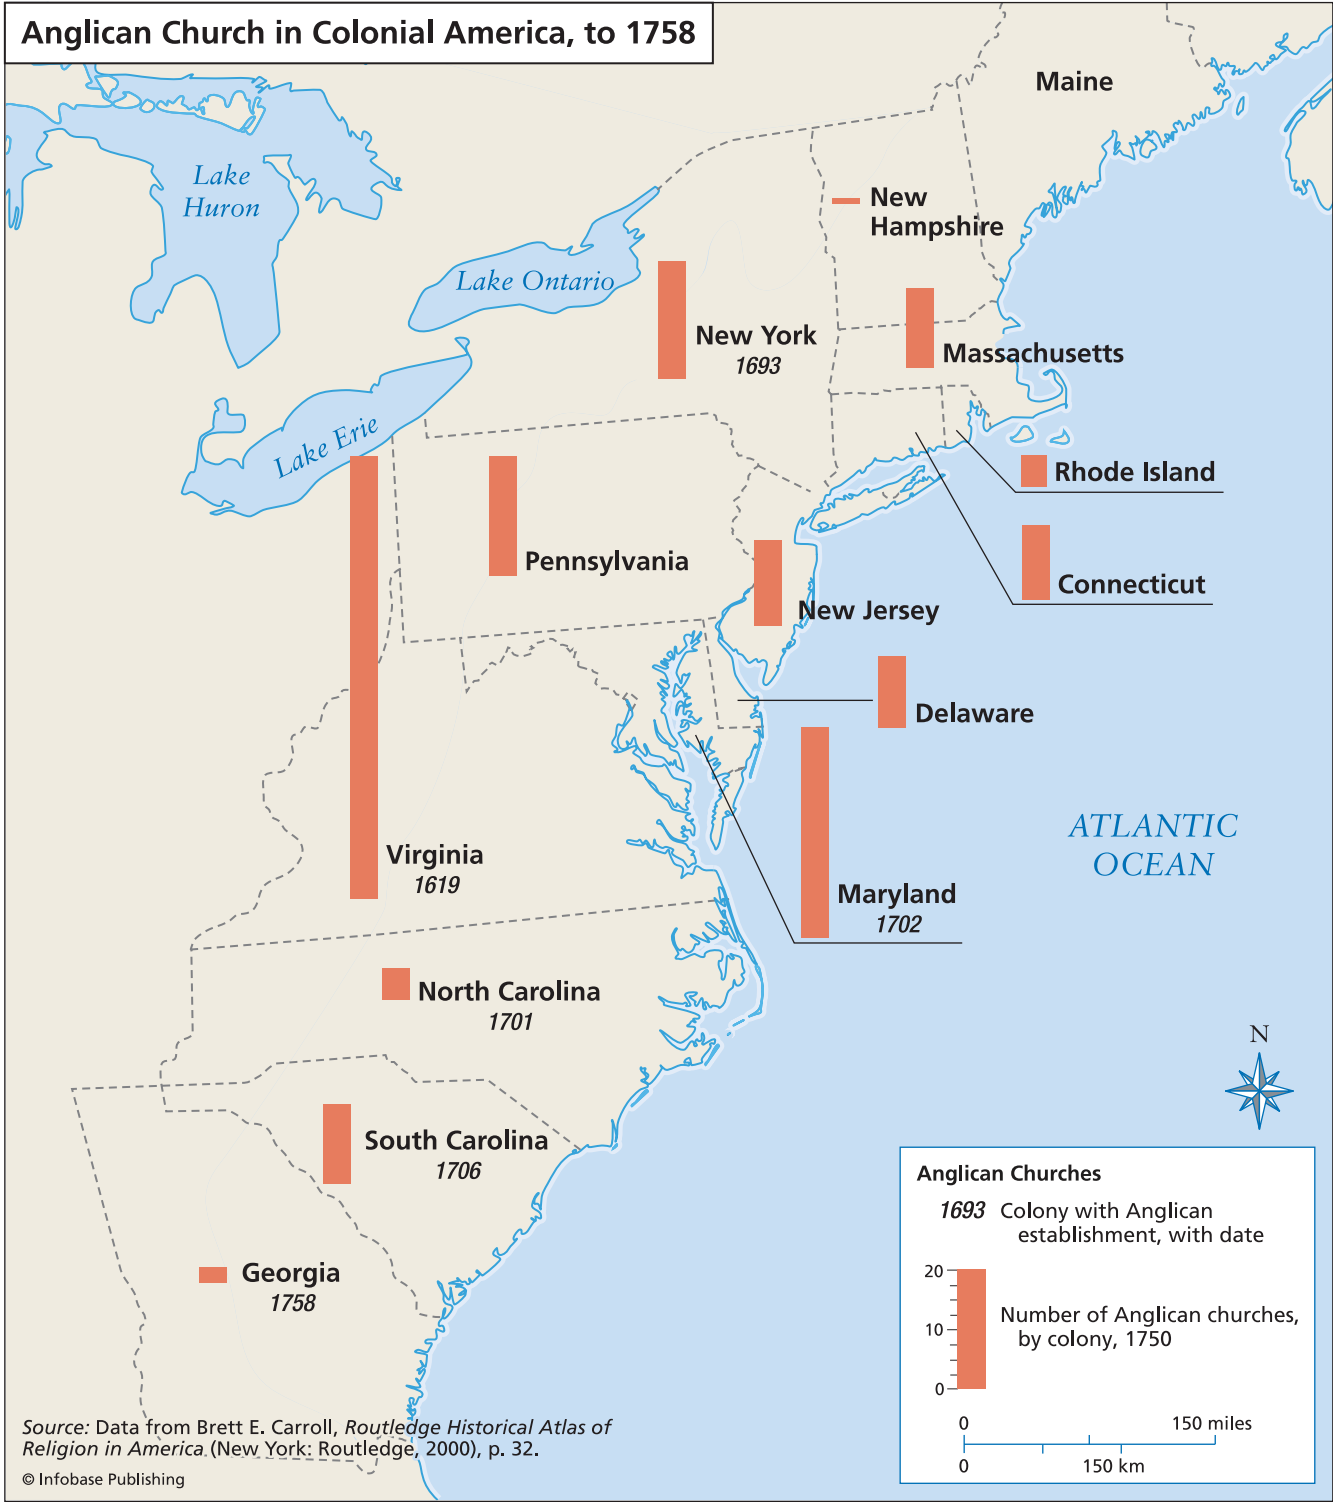 Anglican Church in Colonial America, to 1758
Maine
Lake
Huron
New
Hampshire
Lake Ontario
New York
1693
Massachusetts
Lake Erie
Rhode Island
Pennsylvania
Connecticut
New Jersey
Delaware
ATLANTIC
OCEAN
Virginia
1619
Maryland
1702
North Carolina
1701
N
South Carolina
1706
Georgia
1758
Anglican Churches
1693 Colony with Anglican
establishment, with date
20
10
0
Number of Anglican churches,
by colony, 1750
0 150 miles
0 150 km
Source: Data from Brett E. Carroll, Routledge Historical Atlas of
Religion in America (New York: Routledge, 2000), p. 32.
© Infobase Publishing